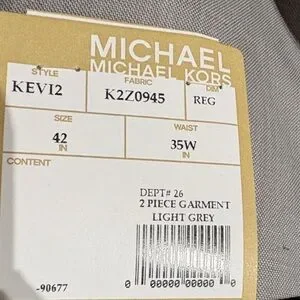 MICHAEL
MICHAEL KORS
STYLE FABRIC DIM
KEVI2 K2Z0945 REG
SIZE WAIST
42 35W
IN IN
CONTENT
DEPT# 26
2 PIECE GARMENT
LIGHT GREY
-90677
0 00000 00000 0